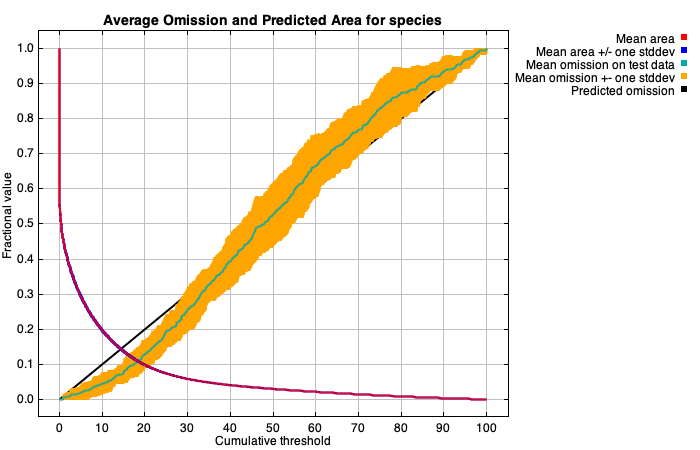 Average Omission and Predicted Area for species
Mean area
Mean area +/- one stddev
Mean omission on test data
Mean omission +- one stddev
Predicted omission
Fractional value
1.0
0.9
0.8
0.7
0.6
0.5
0.4
0.3
0.2
0.1
0.0
0 10 20 30 40 50 60 70 80 90 100
Cumulative threshold